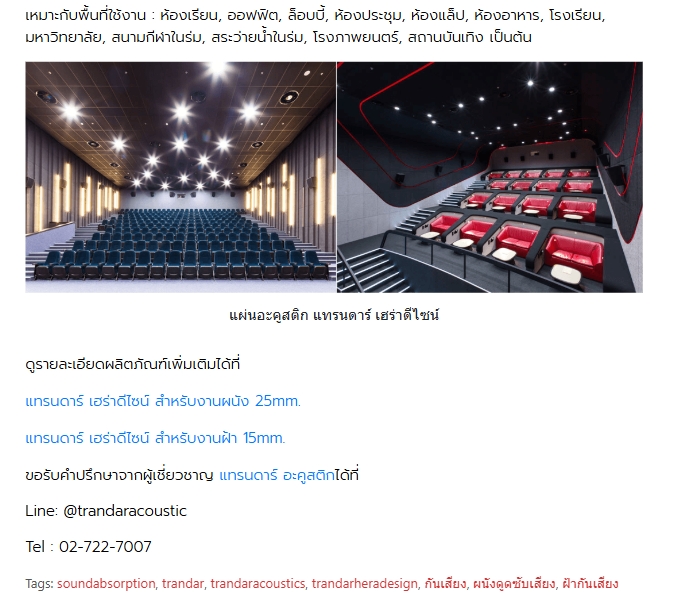 เหมาะกับพื้นที่ใช้งาน : ห้องเรียน, ออฟฟิต, ล็อบบี้, ห้องประชุม, ห้องแล็ป, ห้องอาหาร, โรงเรียน,
มหาวิทยาลัย, สนามกีฬาในร่ม, สระว่ายน้ำในร่ม, โรงภาพยนตร์, สถานบันเทิง เป็นต้น
แผ่นอะคูสติก แทรนดาร์ เฮร่าดีไซน์
ดูรายละเอียดผลิตภัณฑ์เพิ่มเติมได้ที่
แทรนดาร์ เฮร่าดีไซน์ สำหรับงานผนัง 25mm.
แทรนดาร์ เฮร่าดีไซน์ สำหรับงานฝ้า 15mm.
ขอรับคำปรึกษาจากผู้เชี่ยวชาญ แทรนดาร์ อะคูสติกได้ที่
Line: @trandaracoustic
Tel : 02-722-7007
Tags: soundabsorption, trandar, trandaracoustics, trandarheradesign, กันเสียง, ผนังดูดซับเสียง, ฝ้ากันเสียง